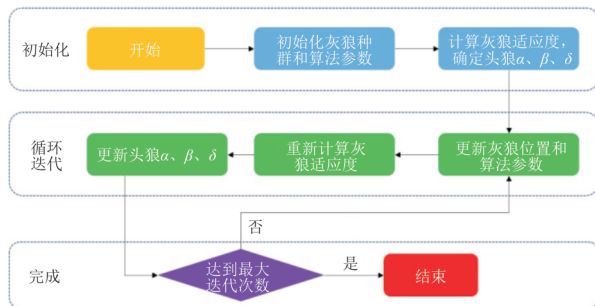 初始化
开始
初始化灰狼种
群和算法参数
计算灰狼适应度,
确定头狼α、β、δ
循环
迭代
更新头狼α、β、δ
重新计算灰
狼适应度
更新灰狼位置和
算法参数
否
完成
达到最大
迭代次数
是
结束